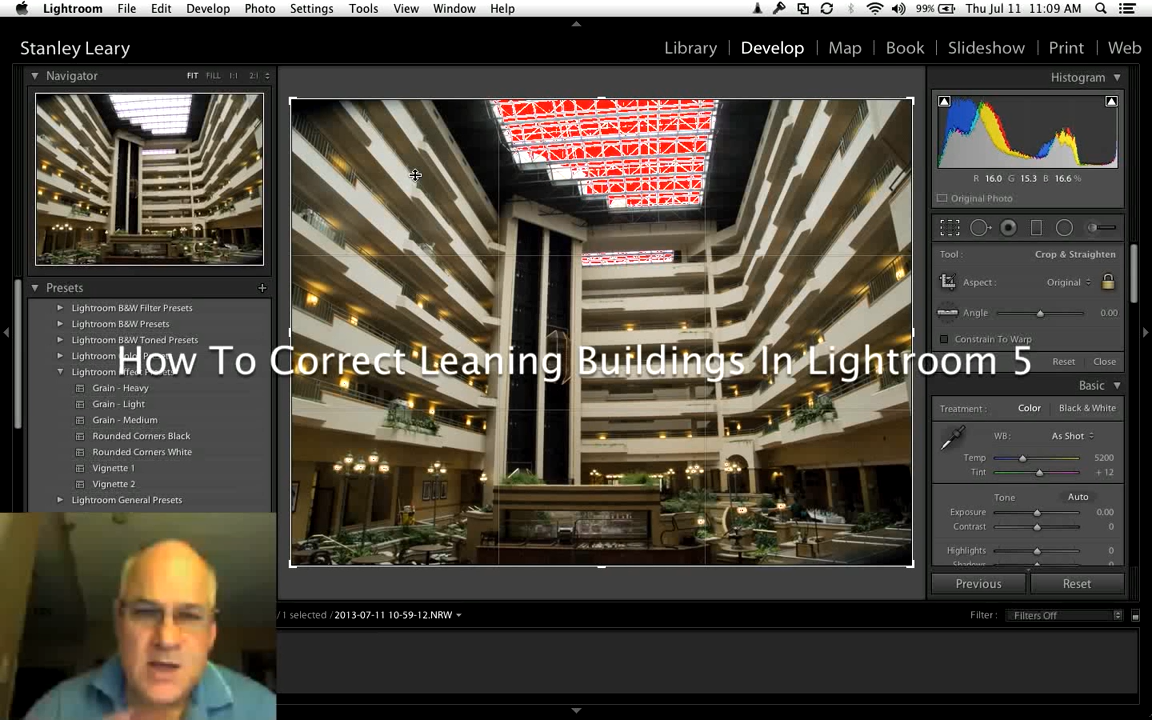 Lightroom File Edit Develop Photo Settings Tools View Window Help 99% Thu Jul 11 11:09 AM
Stanley Leary
Library Develop Map Book Slideshow Print Web
Navigator FIT FILL 1:1 2:1
Histogram
R 16.0 G 15.3 B 16.6 %
Original Photo
Tool : Crop & Straighten
Aspect : Original
Angle 0.00
Constrain To Warp
Reset Close
Presets
Lightroom B&W Filter Presets
Lightroom B&W Presets
Lightroom B&W Toned Presets
How To Correct Leaning Buildings In Lightroom 5
Grain - Heavy
Grain - Light
Grain - Medium
Rounded Corners Black
Rounded Corners White
Vignette 1
Vignette 2
Lightroom General Presets
Basic
Treatment : Color Black & White
WB: As Shot
Temp 5200
Tint + 12
Tone Auto
Exposure 0.00
Contrast 0
Highlights 0
Previous Reset
/ 1 selected / 2013-07-11 10-59-12.NRW
Filter : Filters Off